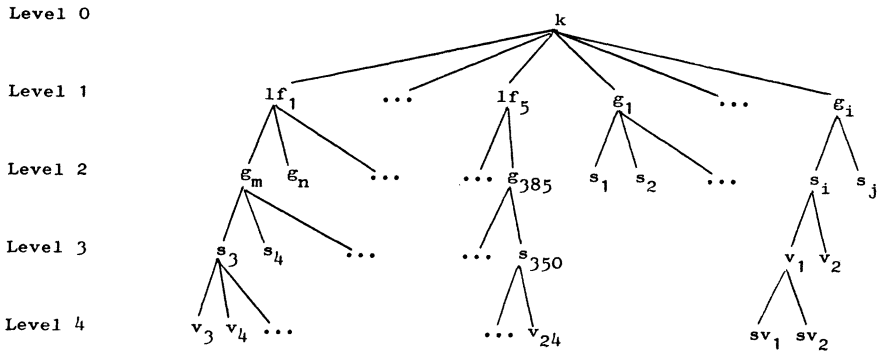 Level 0 k
Level 1 lf₁ ... lf₅ g₁ ... gᵢ
Level 2 gₘ gₙ ... ... g₃₈₅ s₁ s₂ ... sᵢ sⱼ
Level 3 s₃ s₄ ... ... s₃₅₀ v₁ v₂
Level 4 v₃ v₄ ... ... v₂₄ sv₁ sv₂